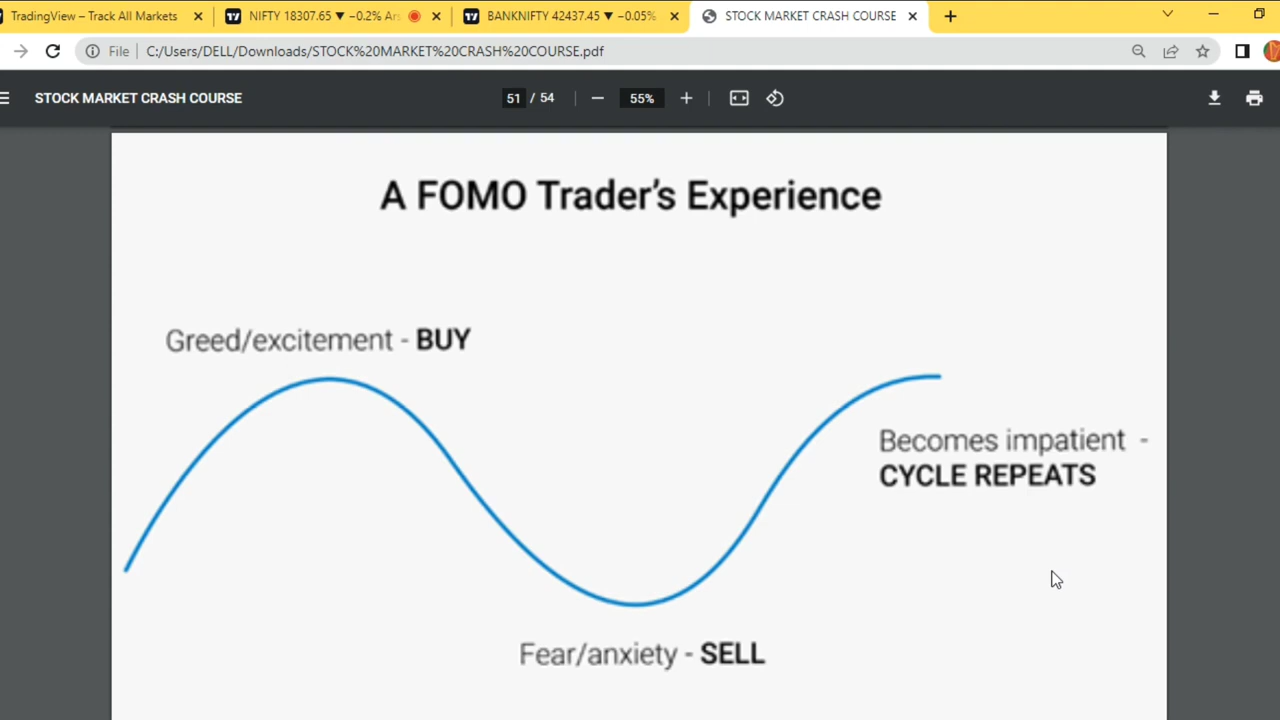 TradingView – Track All Markets
NIFTY 18307.65 ▼ −0.2% A
BANKNIFTY 42437.45 ▼ −0.05%
STOCK MARKET CRASH COURSE
File
C:/Users/DELL/Downloads/STOCK%20MARKET%20CRASH%20COURSE.pdf
STOCK MARKET CRASH COURSE
51 / 54
55%
A FOMO Trader's Experience
Greed/excitement - BUY
Becomes impatient -
CYCLE REPEATS
Fear/anxiety - SELL